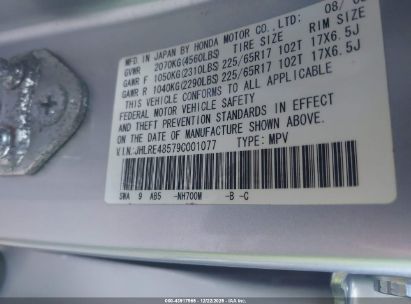 MFD. IN JAPAN BY HONDA MOTOR CO., LTD. 08/
GVWR 2070KG(4560LBS) TIRE SIZE RIM SIZE
GAWR F 1050KG(2310LBS) 225/65R17 102T 17X6.5J
GAWR R 1040KG(2290LBS) 225/65R17 102T 17X6.5J
THIS VEHICLE CONFORMS TO ALL APPLICABLE
FEDERAL MOTOR VEHICLE SAFETY
AND THEFT PREVENTION STANDARDS IN EFFECT
ON THE DATE OF MANUFACTURE SHOWN ABOVE.
V.I.N.:JHLRE48579C001077 TYPE: MPV
SWA 9 AB5 -NH700M -B -C